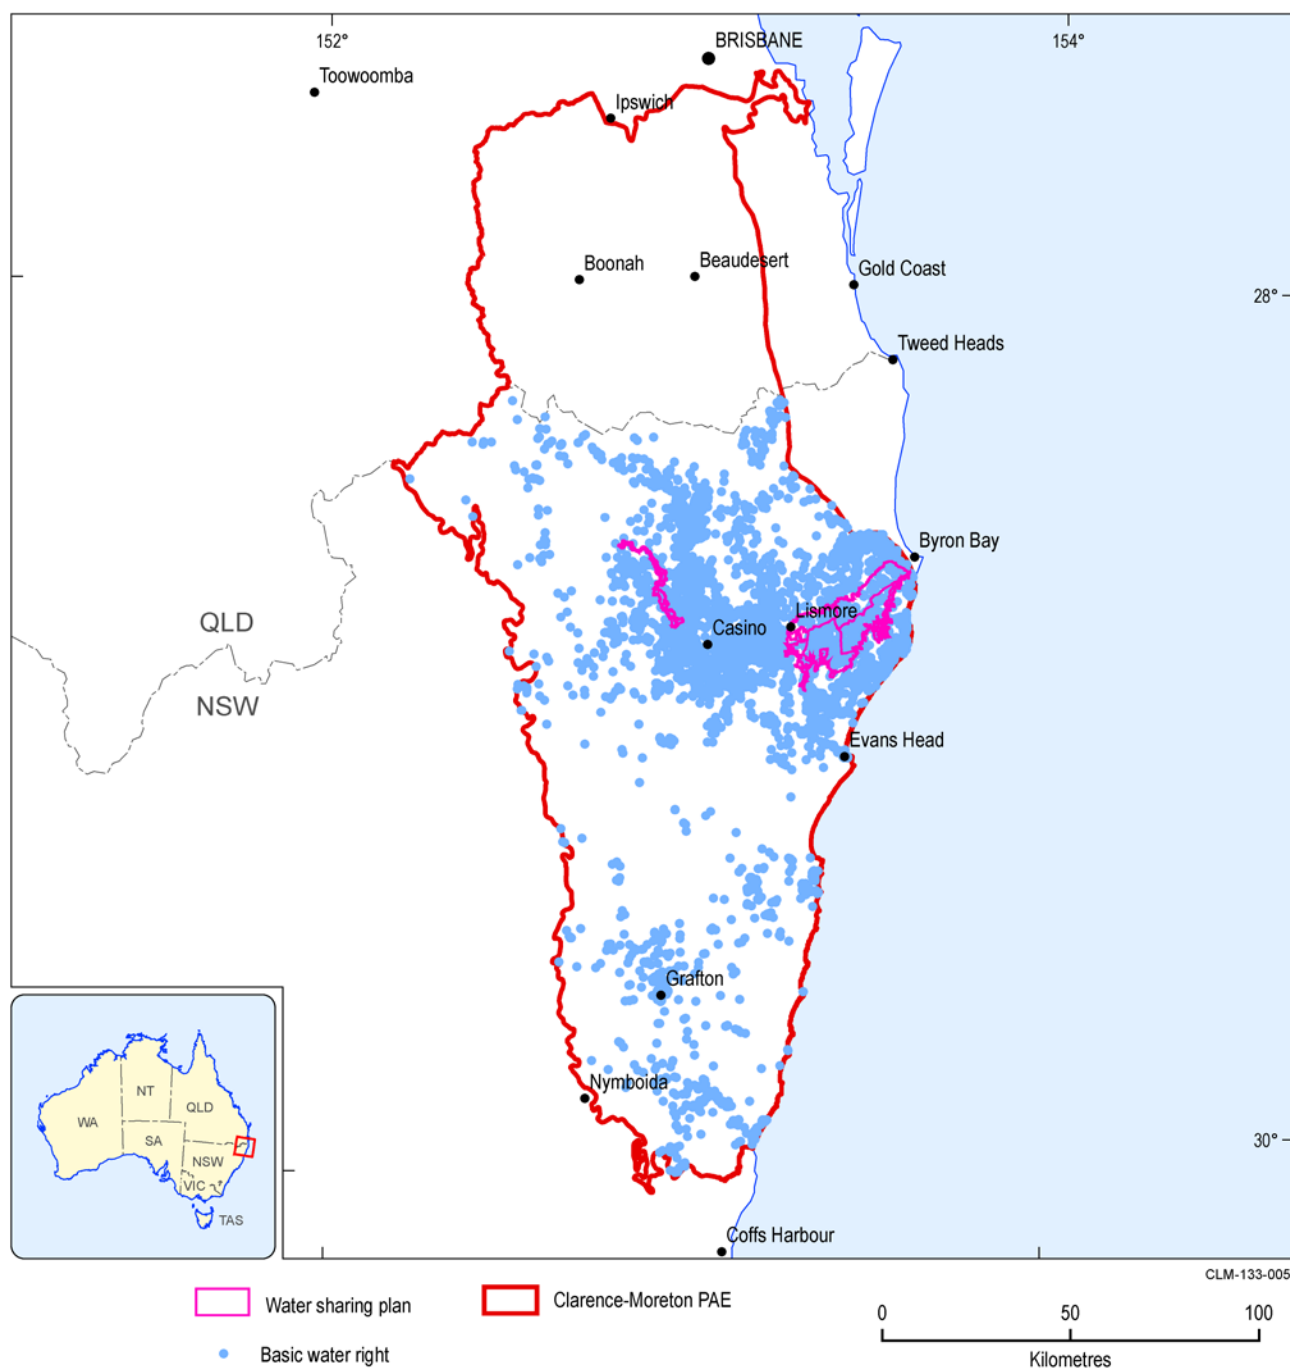 152°
154°
BRISBANE
Toowoomba
Ipswich
Boonah
Beaudesert
Gold Coast
28°
Tweed Heads
Byron Bay
QLD
Lismore
Casino
NSW
Evans Head
Grafton
Nymboida
30°
NT
QLD
WA
SA
NSW
VIC
TAS
Coffs Harbour
CLM-133-005
Water sharing plan
Clarence-Moreton PAE
0 50 100
Basic water right
Kilometres